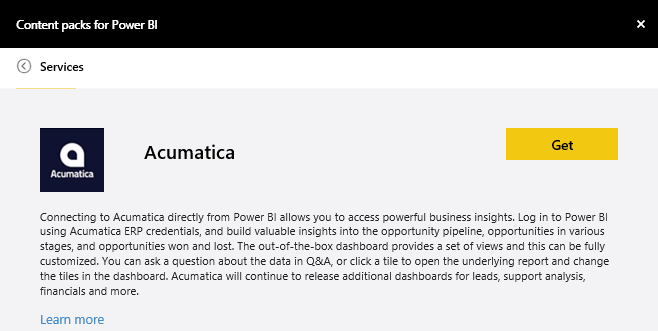 Content packs for Power BI
Services
Acumatica
Acumatica
Get
Connecting to Acumatica directly from Power BI allows you to access powerful business insights. Log in to Power BI
using Acumatica ERP credentials, and build valuable insights into the opportunity pipeline, opportunities in various
stages, and opportunities won and lost. The out-of-the-box dashboard provides a set of views and this can be fully
customized. You can ask a question about the data in Q&A, or click a tile to open the underlying report and change
the tiles in the dashboard. Acumatica will continue to release additional dashboards for leads, support analysis,
financials and more.
Learn more